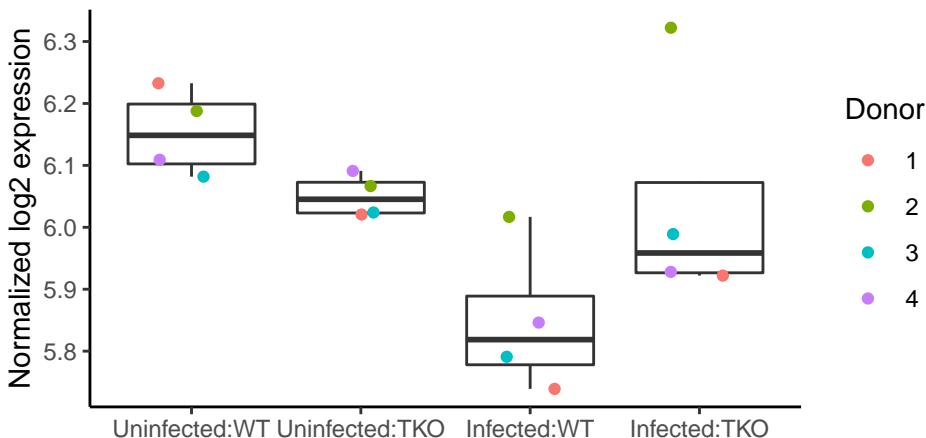 Normalized log2 expression
6.3
6.2
6.1
6.0
5.9
5.8
Uninfected:WT
Uninfected:TKO
Infected:WT
Infected:TKO
Donor
1
2
3
4